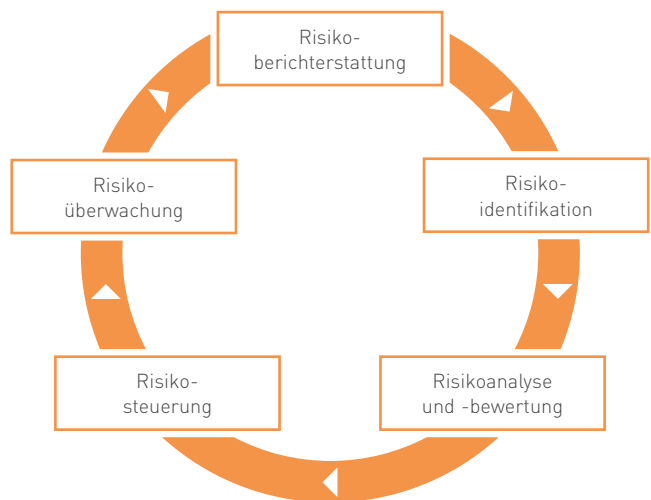 Risiko-
berichterstattung
Risiko-
identifikation
Risikoanalyse
und -bewertung
Risiko-
steuerung
Risiko-
überwachung